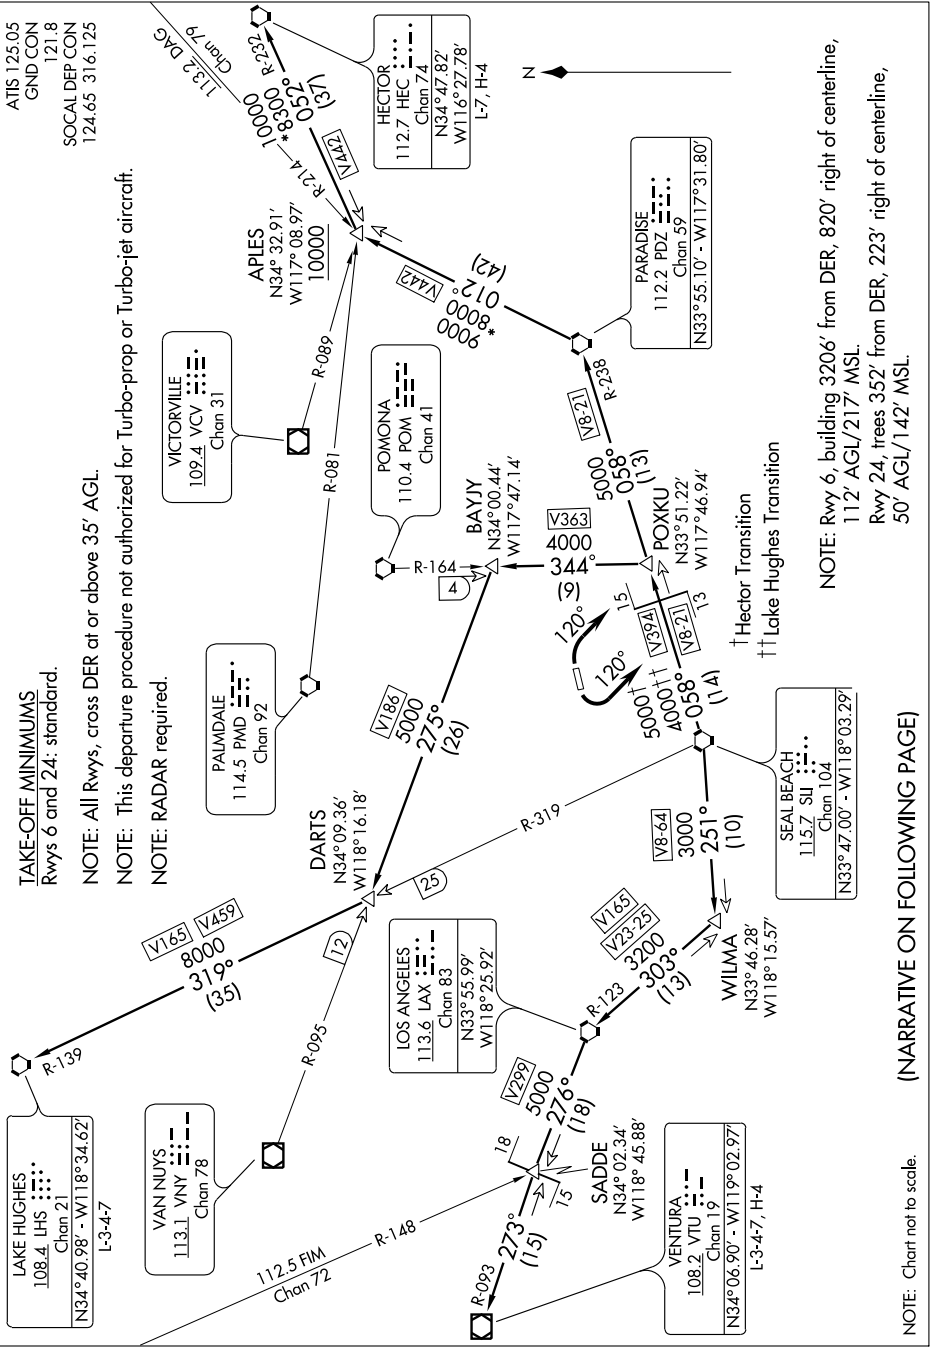 TAKE-OFF MINIMUMS
Rwys 6 and 24: standard.
NOTE: All Rwys, cross DER at or above 35' AGL.
NOTE: This departure procedure not authorized for Turbo-prop or Turbo-jet aircraft.
NOTE: RADAR required.
ATIS 125.05
GND CON
121.8
SOCAL DEP CON
124.65 316.125
LAKE HUGHES
108.4 LHS
Chan 21
N34°40.98' - W118°34.62'
L-3-4-7
R-139
V165 V459
8000
319°
(35)
PALMDALE
114.5 PMD
Chan 92
R-081
VICTORVILLE
109.4 VCV
Chan 31
R-089
APLES
N34° 32.91'
W117° 08.97'
10000
113.2 DAG
Chan 79
R-214
10000
*8300
052°
(37)
R-232
V442
HECTOR
112.7 HEC
Chan 74
N34°47.82'
W116°27.78'
L-7, H-4
VAN NUYS
113.1 VNY
Chan 78
R-095
12
DARTS
N34°09.36'
W118°16.18'
25
R-319
V186
5000
275°
(26)
POMONA
110.4 POM
Chan 41
R-164
4
BAYJY
N34°00.44'
W117°47.14'
V442
9000
*8000
012°
(42)
N
112.5 FIM
Chan 72
R-148
LOS ANGELES
113.6 LAX
Chan 83
N33°55.99'
W118°25.92'
V363
4000
344°
(9)
V8-21
5000
058°
(13)
R-238
PARADISE
112.2 PDZ
Chan 59
N33°55.10' - W117°31.80'
R-093
273°
(15)
18
15
SADDE
N34° 02.34'
W118° 45.88'
V299
5000
276°
(18)
R-123
V165
V23-25
3200
303°
(13)
WILMA
N33°46.28'
W118°15.57'
V8-64
3000
251°
(10)
120°
120°
5000†
4000††
058°
(14)
V394
V8-21
15
13
POXKU
N33°51.22'
W117°46.94'
†Hector Transition
††Lake Hughes Transition
VENTURA
108.2 VTU
Chan 19
N34°06.90' - W119°02.97'
L-3-4-7, H-4
SEAL BEACH
115.7 SLI
Chan 104
N33°47.00' - W118°03.29'
NOTE: Rwy 6, building 3206' from DER, 820' right of centerline,
112' AGL/217' MSL.
Rwy 24, trees 352' from DER, 223' right of centerline,
50' AGL/142' MSL.
(NARRATIVE ON FOLLOWING PAGE)
NOTE: Chart not to scale.